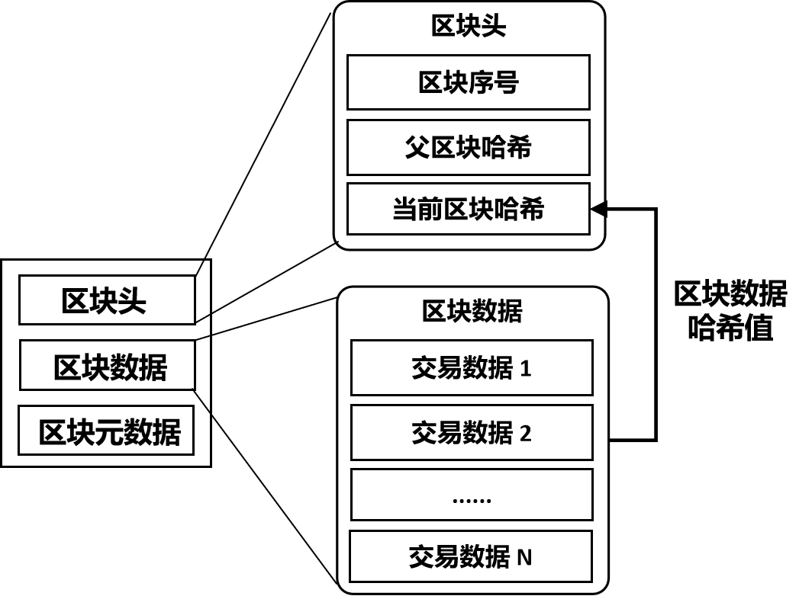 区块头
区块序号
父区块哈希
当前区块哈希
区块头
区块数据
区块元数据
区块数据
交易数据 1
交易数据 2
......
交易数据 N
区块数据
哈希值